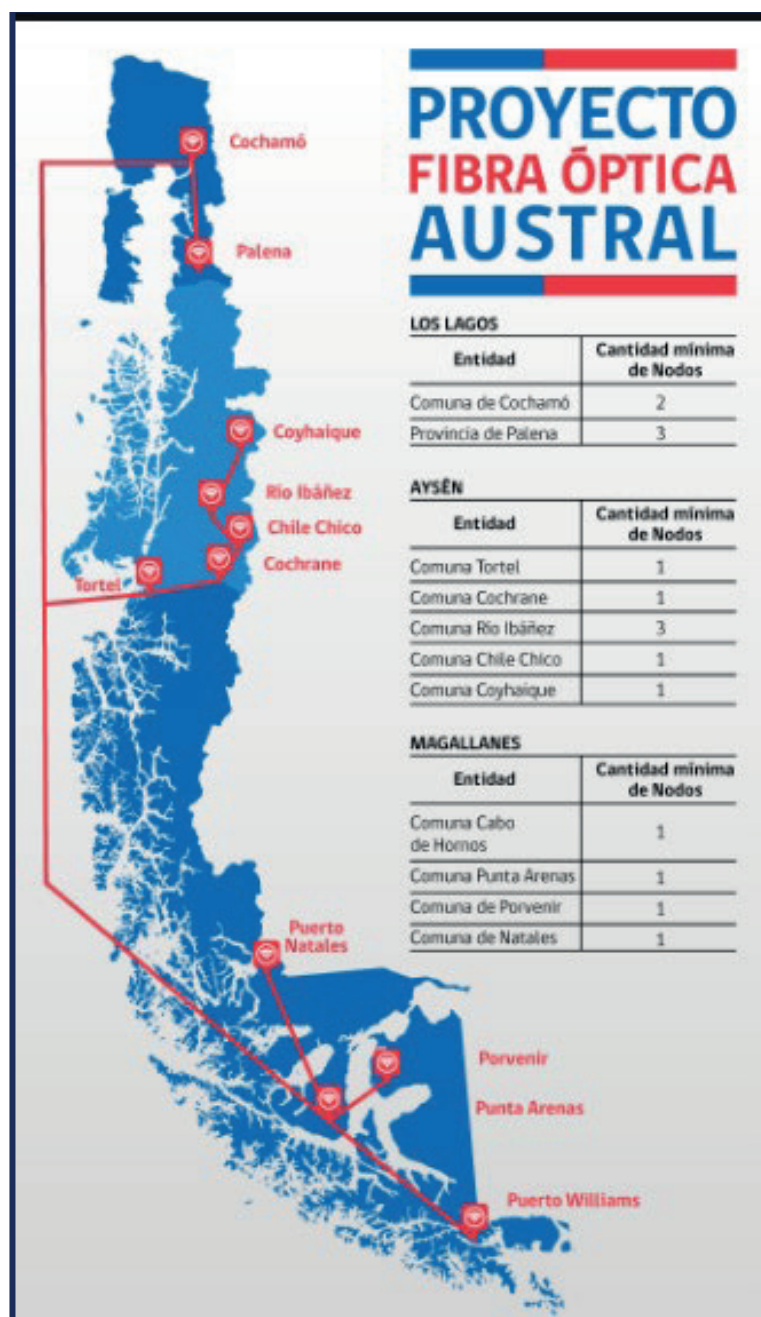 PROYECTO
FIBRA ÓPTICA
AUSTRAL
Cochamó
Palena
Coyhaique
Río Ibáñez
Chile Chico
Cochrane
Tortel
Puerto
Natales
Porvenir
Punta Arenas
Puerto Williams
LOS LAGOS
Entidad
Cantidad mínima
de Nodos
Comuna de Cochamó 2
Provincia de Palena 3
AYSÉN
Entidad
Cantidad mínima
de Nodos
Comuna Tortel 1
Comuna Cochrane 1
Comuna Río Ibáñez 3
Comuna Chile Chico 1
Comuna Coyhaique 1
MAGALLANES
Entidad
Cantidad mínima
de Nodos
Comuna Cabo
de Hornos 1
Comuna Punta Arenas 1
Comuna de Porvenir 1
Comuna de Natales 1